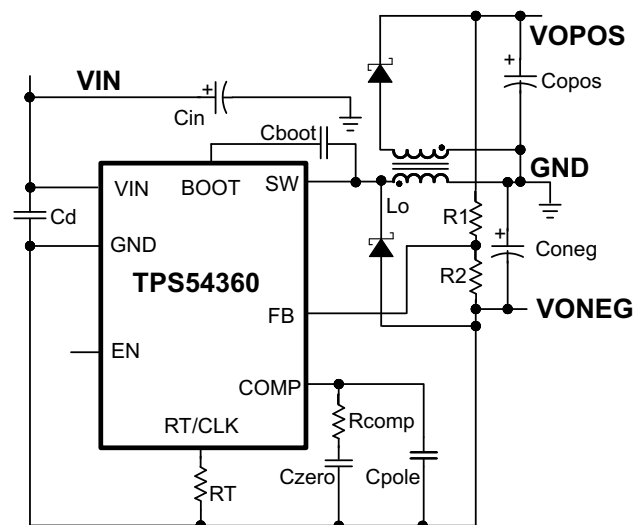 VOPOS
VIN
+
+
Copos
Cin
Cboot
GND
VIN
BOOT
SW
Lo
R1
Cd
+
GND
Coneg
TPS54360
R2
FB
VONEG
EN
COMP
RT/CLK
Rcomp
RT
Czero
Cpole